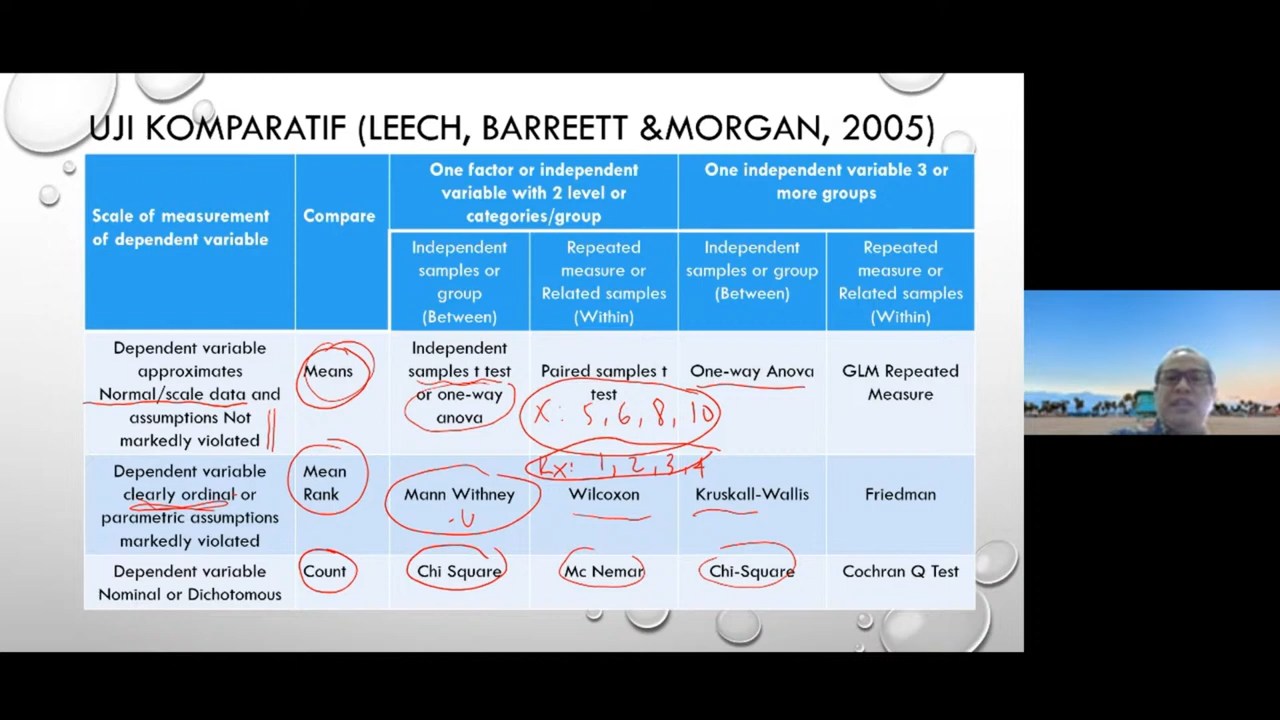 UJI KOMPARATIF (LEECH, BARREETT &MORGAN, 2005)
Scale of measurement
of dependent variable
Compare
One factor or independent
variable with 2 level or
categories/group
One independent variable 3 or
more groups
Independent
samples or
group
(Between)
Repeated
measure or
Related samples
(Within)
Independent
samples or group
(Between)
Repeated
measure or
Related samples
(Within)
Dependent variable
approximates
Normal/scale data and
assumptions Not
markedly violated
Means
Independent
samples t test
or one-way
anova
Paired samples t
test
X: 5, 6, 8, 10
One-way Anova
GLM Repeated
Measure
Dependent variable
clearly ordinal or
parametric assumptions
markedly violated
Mean
Rank
Mann Withney
-U
Rx: 1, 2, 3, 4
Wilcoxon
Kruskall-Wallis
Friedman
Dependent variable
Nominal or Dichotomous
Count
Chi Square
Mc Nemar
Chi-Square
Cochran Q Test